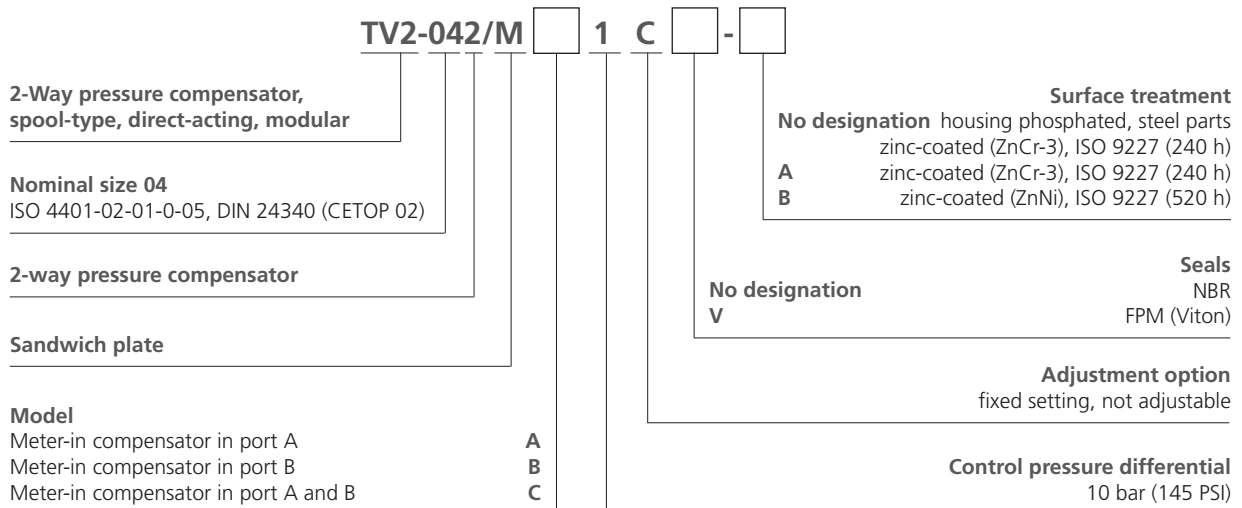 TV2-042/M 1 C -
2-Way pressure compensator,
spool-type, direct-acting, modular
Nominal size 04
ISO 4401-02-01-0-05, DIN 24340 (CETOP 02)
2-way pressure compensator
Sandwich plate
Model
Meter-in compensator in port A A
Meter-in compensator in port B B
Meter-in compensator in port A and B C
Surface treatment
No designation housing phosphated, steel parts
zinc-coated (ZnCr-3), ISO 9227 (240 h)
A zinc-coated (ZnCr-3), ISO 9227 (240 h)
B zinc-coated (ZnNi), ISO 9227 (520 h)
Seals
No designation NBR
V FPM (Viton)
Adjustment option
fixed setting, not adjustable
Control pressure differential
10 bar (145 PSI)